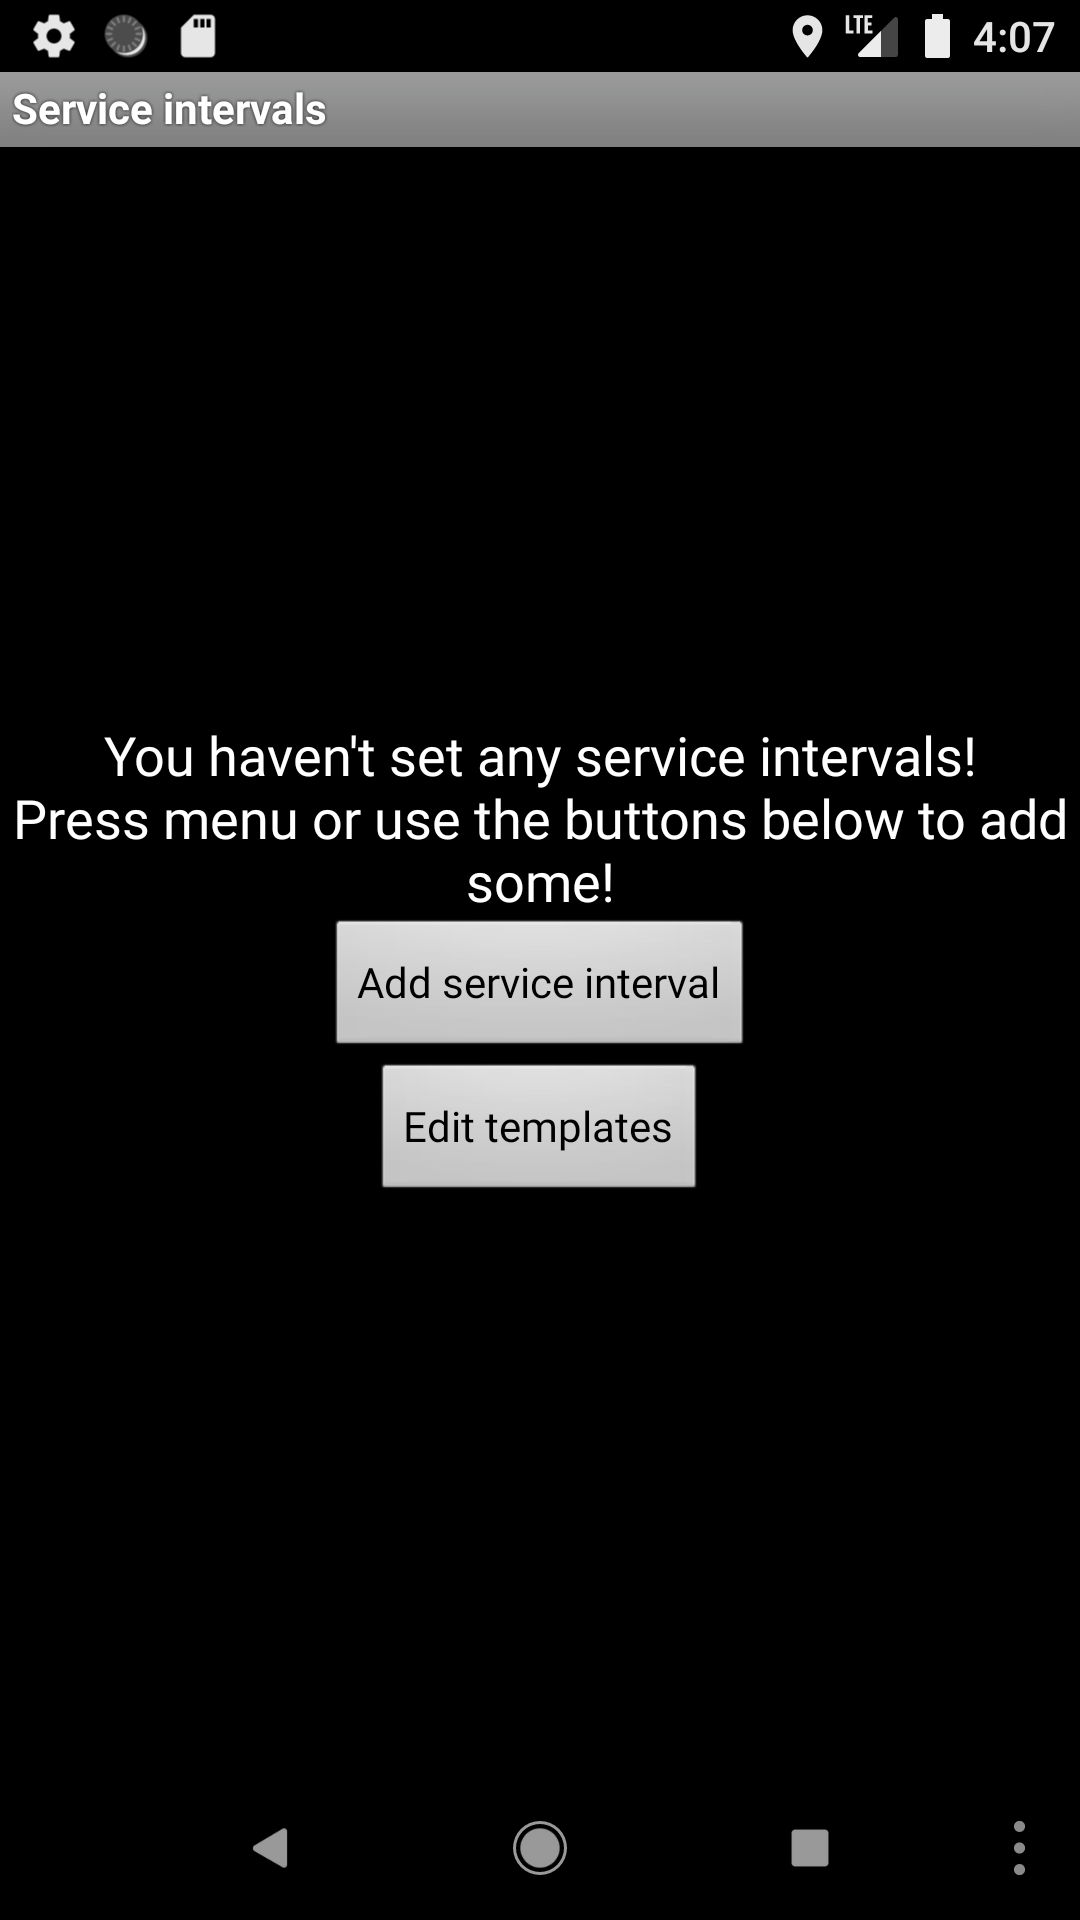 LTE 4:07
Service intervals
You haven't set any service intervals!
Press menu or use the buttons below to add
some!
Add service interval
Edit templates